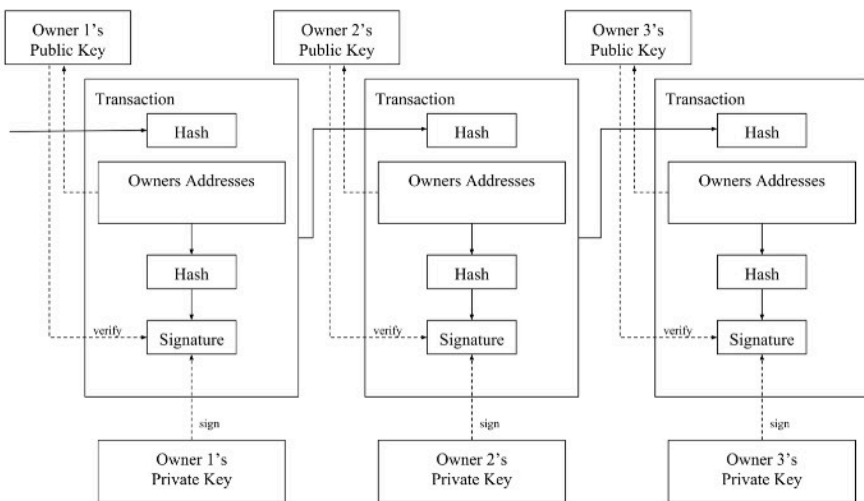 Owner 1's
Public Key
Owner 2's
Public Key
Owner 3's
Public Key
Transaction
Transaction
Transaction
Hash
Hash
Hash
Owners Addresses
Owners Addresses
Owners Addresses
Hash
Hash
Hash
verify
Signature
verify
Signature
verify
Signature
sign
sign
sign
Owner 1's
Private Key
Owner 2's
Private Key
Owner 3's
Private Key